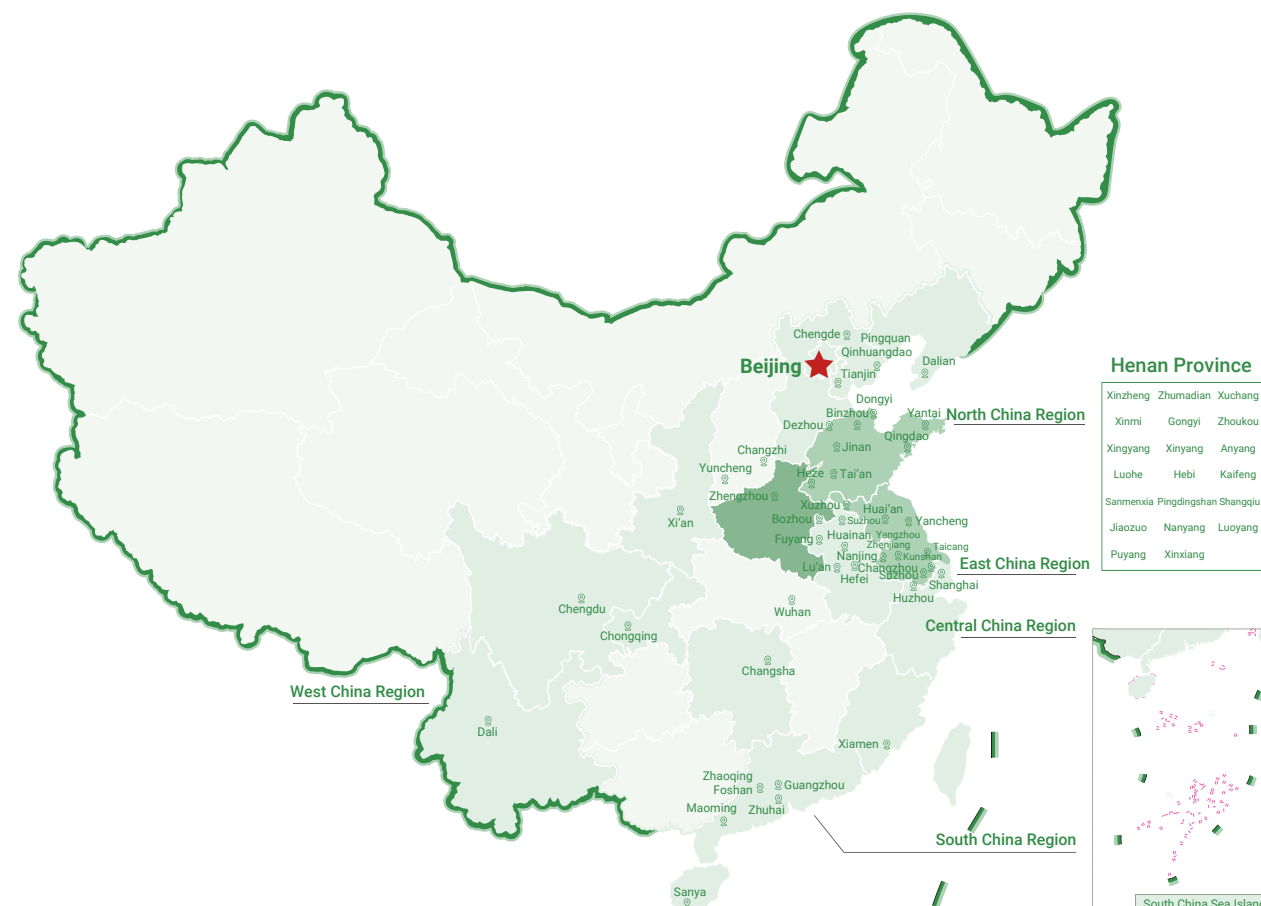 Chengde
Pingquan
Qinhuangdao
Beijing
Tianjin
Dalian
Henan Province
Xinzheng Zhumadian Xuchang
Dongyi
Binzhou
Yantai
North China Region
Dezhou
Xinmi Gongyi Zhoukou
Qingdao
Jinan
Changzhi
Xingyang Xinyang Anyang
Yuncheng
Heze
Tai'an
Luohe Hebi Kaifeng
Zhengzhou
Xuzhou
Huai'an
Sanmenxia Pingdingshan Shangqiu
Xi'an
Bozhou
Suzhou
Yancheng
Jiaozuo Nanyang Luoyang
Fuyang
Huainan
Yangzhou
Zhenjiang
Taicang
Puyang Xinxiang
Nanjing
Kunshan
Lu'an
Changzhou
East China Region
Hefei
Suzhou
Shanghai
Huzhou
Chengdu
Wuhan
Chongqing
Central China Region
Changsha
West China Region
Dali
Xiamen
Zhaoqing
Foshan
Guangzhou
Maoming
Zhuhai
South China Region
Sanya
South China Sea Islan